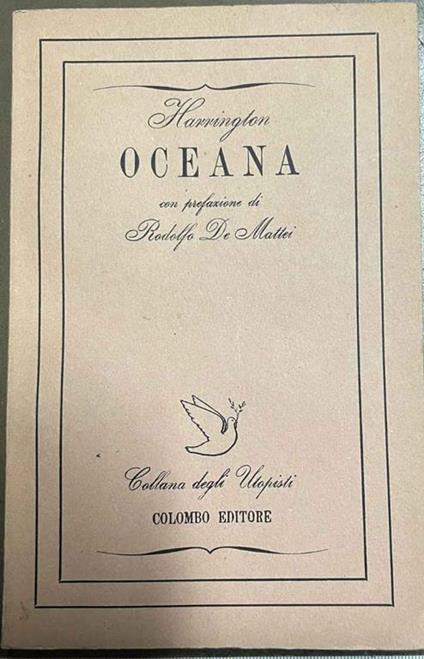 Harrington
OCEANA
con prefazione di
Rodolfo De Mattei
Collana degli Utopisti
COLOMBO EDITORE